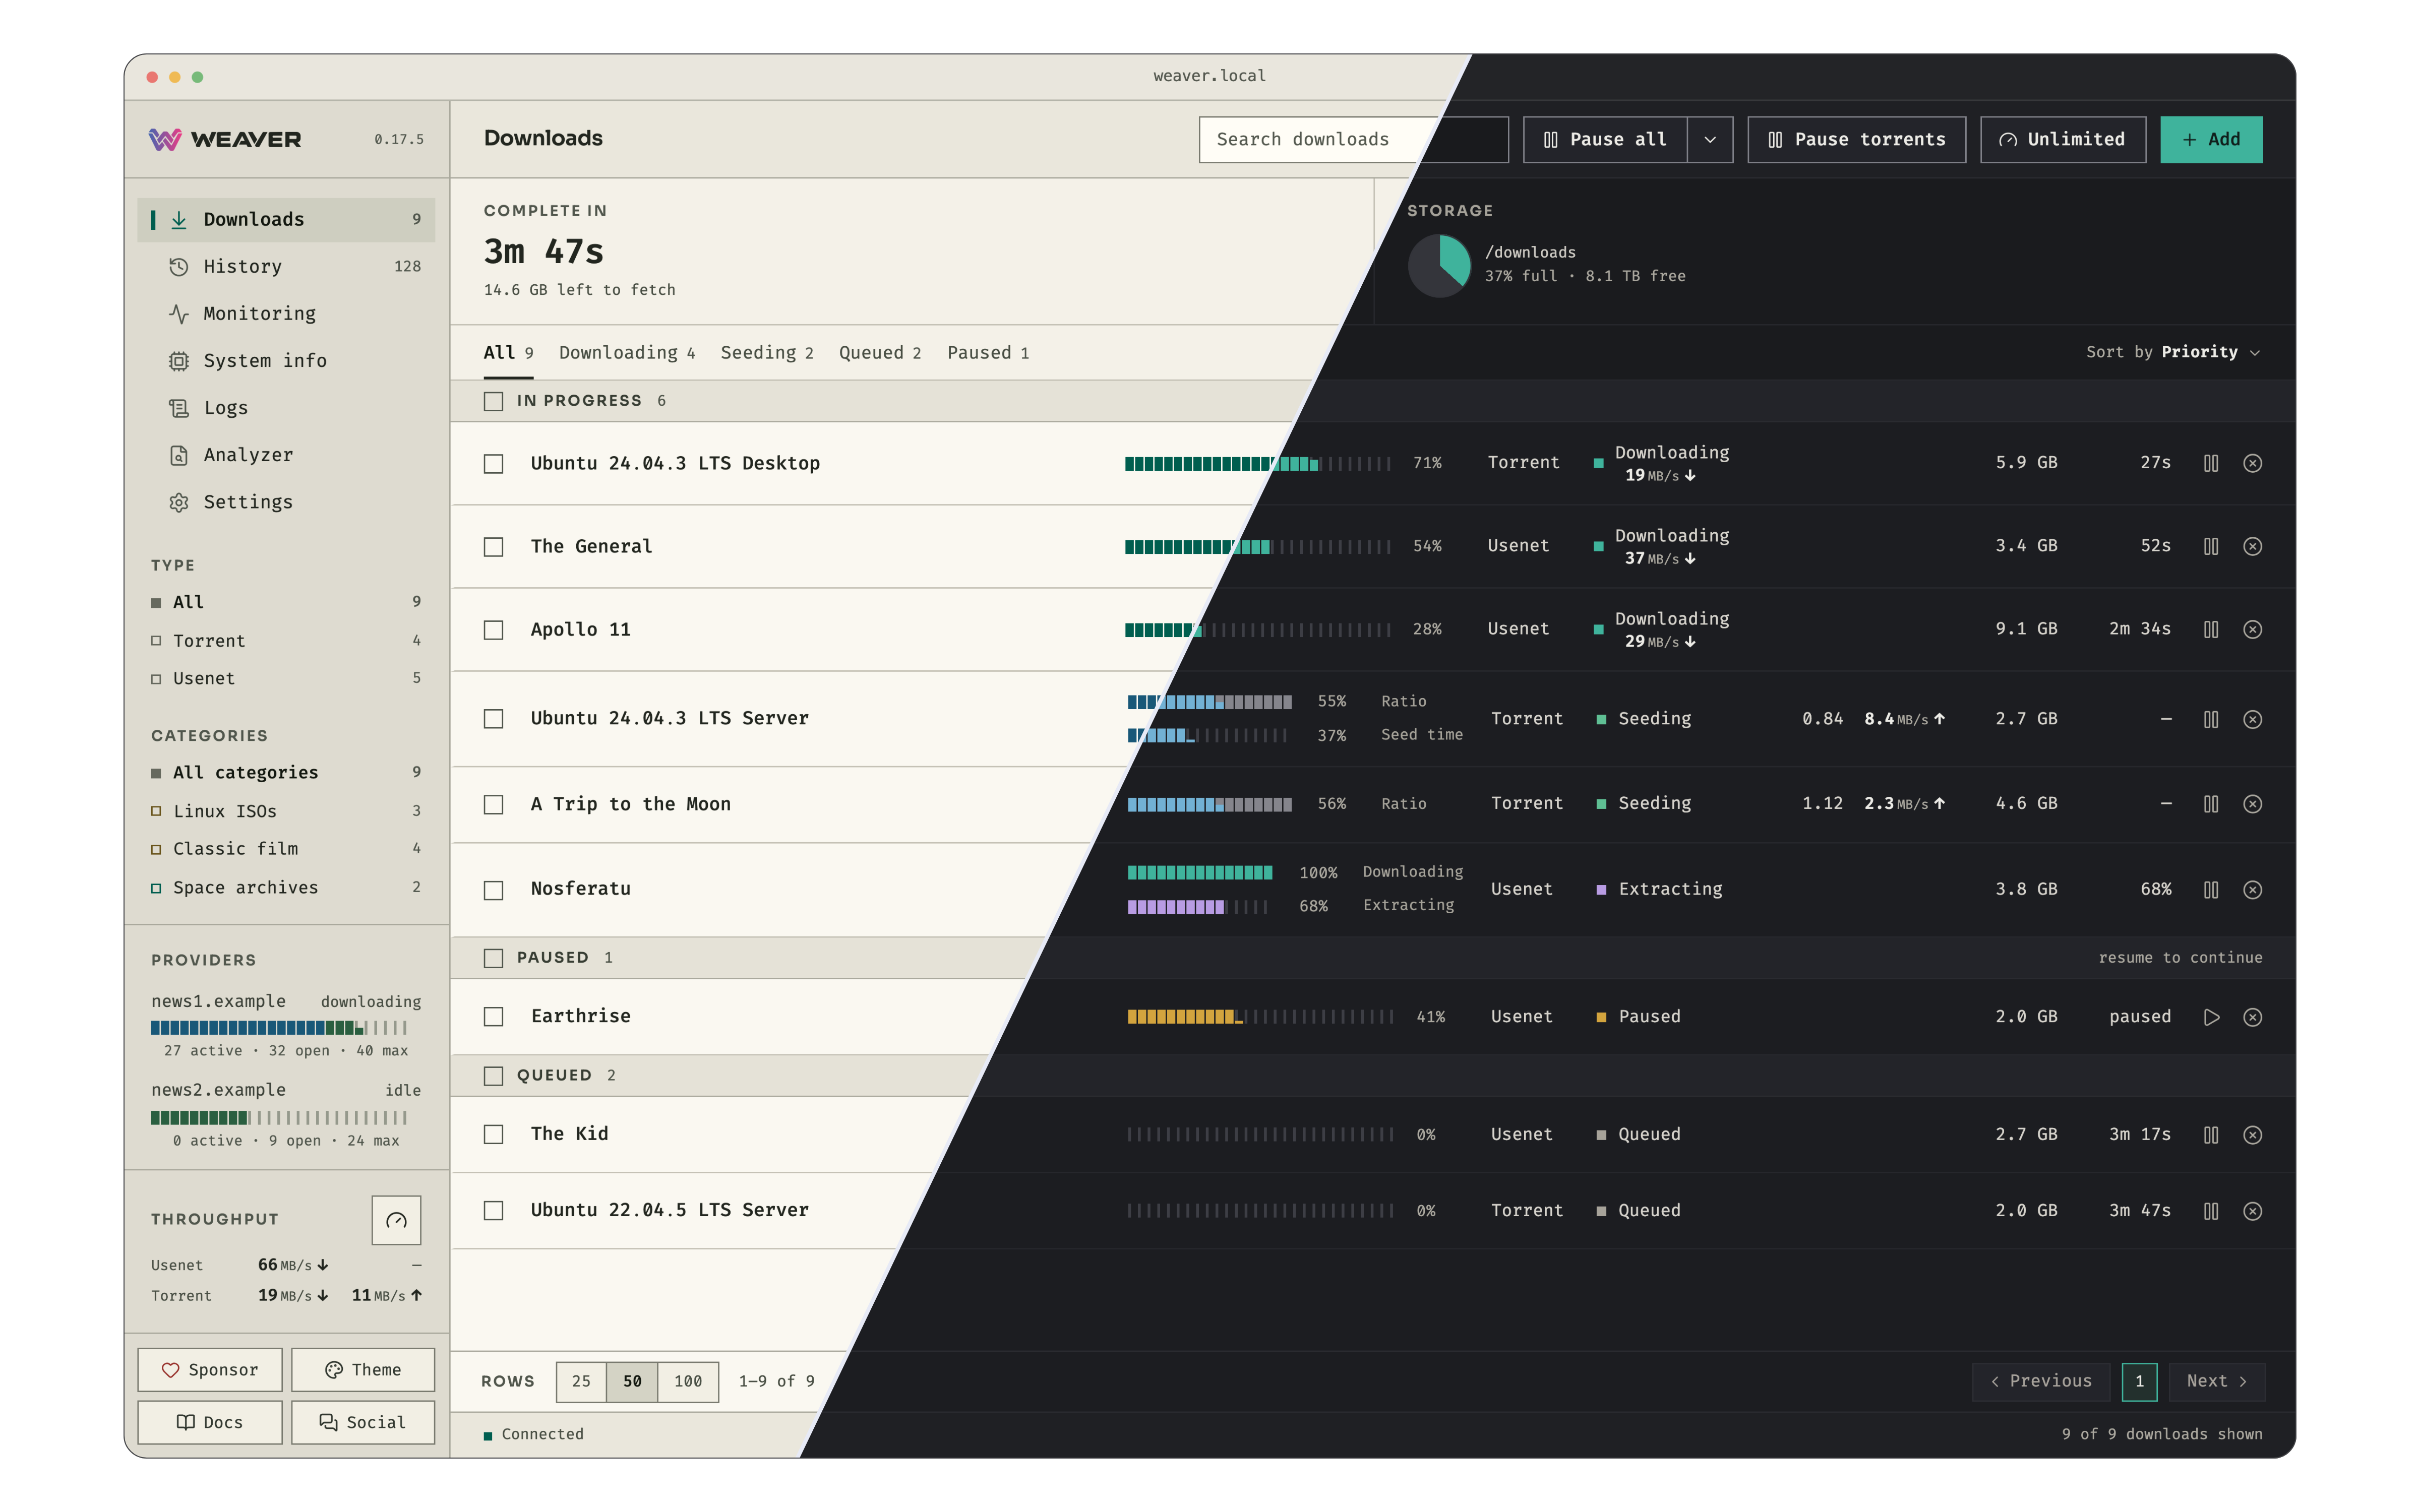 weaver.local
WEAVER 0.17.5
Downloads
Search downloads
Pause all
Pause torrents
Unlimited
+ Add
Downloads 9
History 128
Monitoring
System info
Logs
Analyzer
Settings
TYPE
All 9
Torrent 4
Usenet 5
CATEGORIES
All categories 9
Linux ISOs 3
Classic film 4
Space archives 2
PROVIDERS
news1.example downloading
27 active · 32 open · 40 max
news2.example idle
0 active · 9 open · 24 max
THROUGHPUT
Usenet 66 MB/s ↓ –
Torrent 19 MB/s ↓ 11 MB/s ↑
Sponsor
Theme
Docs
Social
COMPLETE IN
3m 47s
14.6 GB left to fetch
STORAGE
/downloads
37% full · 8.1 TB free
All 9 Downloading 4 Seeding 2 Queued 2 Paused 1
Sort by Priority
IN PROGRESS 6
Ubuntu 24.04.3 LTS Desktop 71% Torrent Downloading 5.9 GB 27s
19 MB/s ↓
The General 54% Usenet Downloading 3.4 GB 52s
37 MB/s ↓
Apollo 11 28% Usenet Downloading 9.1 GB 2m 34s
29 MB/s ↓
55% Ratio
Ubuntu 24.04.3 LTS Server Torrent Seeding 0.84 8.4 MB/s ↑ 2.7 GB –
37% Seed time
A Trip to the Moon 56% Ratio Torrent Seeding 1.12 2.3 MB/s ↑ 4.6 GB –
100% Downloading
Nosferatu Usenet Extracting 3.8 GB 68%
68% Extracting
PAUSED 1 resume to continue
Earthrise 41% Usenet Paused 2.0 GB paused
QUEUED 2
The Kid 0% Usenet Queued 2.7 GB 3m 17s
Ubuntu 22.04.5 LTS Server 0% Torrent Queued 2.0 GB 3m 47s
ROWS 25 50 100 1–9 of 9
Previous 1 Next
Connected
9 of 9 downloads shown